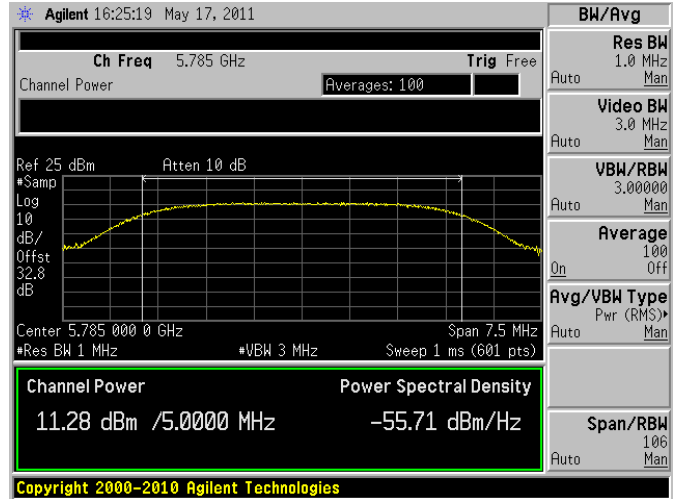 Agilent 16:25:19 May 17, 2011
Ch Freq 5.785 GHz Trig Free
Channel Power Averages: 100
Ref 25 dBm Atten 10 dB
#Samp
Log
10
dB/
Offst
32.8
dB
Center 5.785 000 0 GHz Span 7.5 MHz
#Res BW 1 MHz #VBW 3 MHz Sweep 1 ms (601 pts)
Channel Power Power Spectral Density
11.28 dBm /5.0000 MHz -55.71 dBm/Hz
Copyright 2000-2010 Agilent Technologies
BW/Avg
Res BW
1.0 MHz
Auto Man
Video BW
3.0 MHz
Auto Man
VBW/RBW
3.00000
Auto Man
Average
100
On Off
Avg/VBW Type
Pwr (RMS)▸
Auto Man
Span/RBW
106
Auto Man